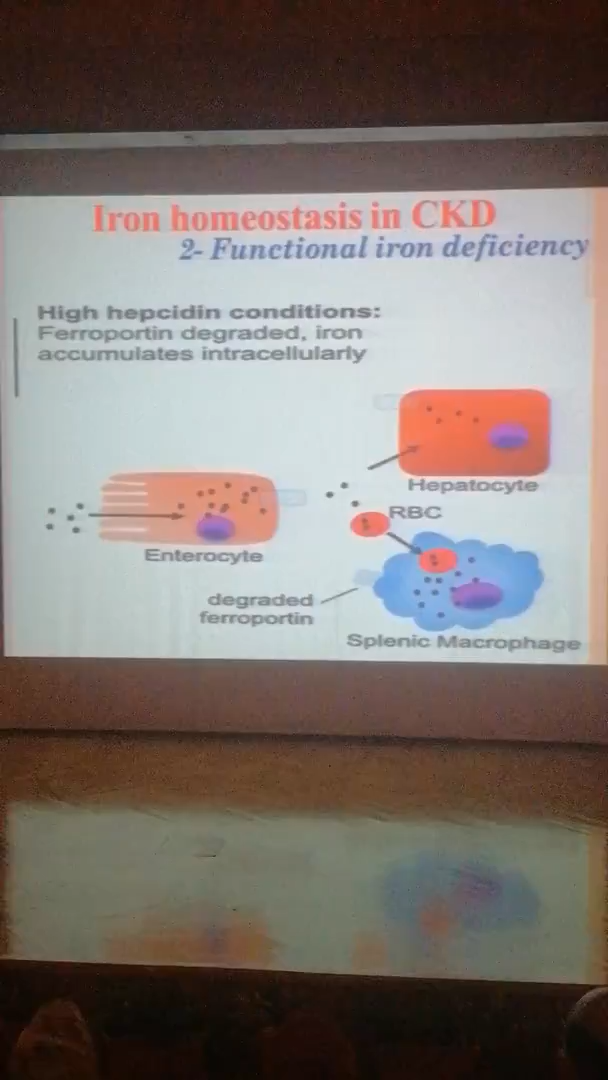 Iron homeostasis in CKD
2- Functional iron deficiency
High hepcidin conditions:
Ferroportin degraded, iron
accumulates intracellularly
Hepatocyte
RBC
Enterocyte
degraded
ferroportin
Splenic Macrophage